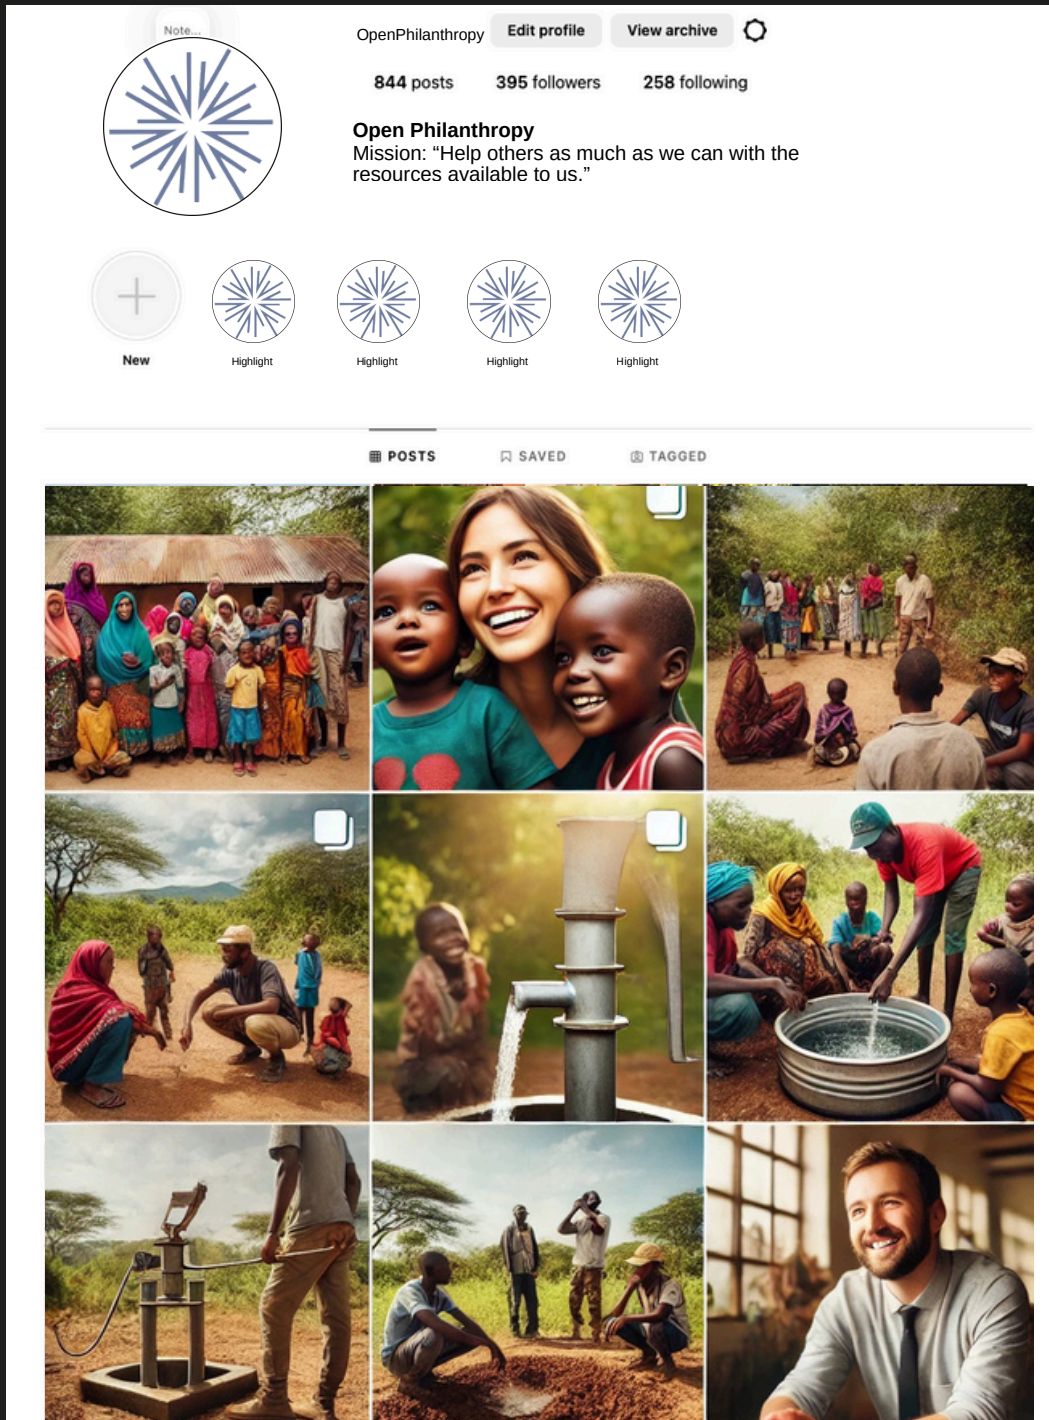 Note...
OpenPhilanthropy Edit profile View archive
844 posts 395 followers 258 following
Open Philanthropy
Mission: “Help others as much as we can with the
resources available to us.”
New Highlight Highlight Highlight Highlight
POSTS SAVED TAGGED